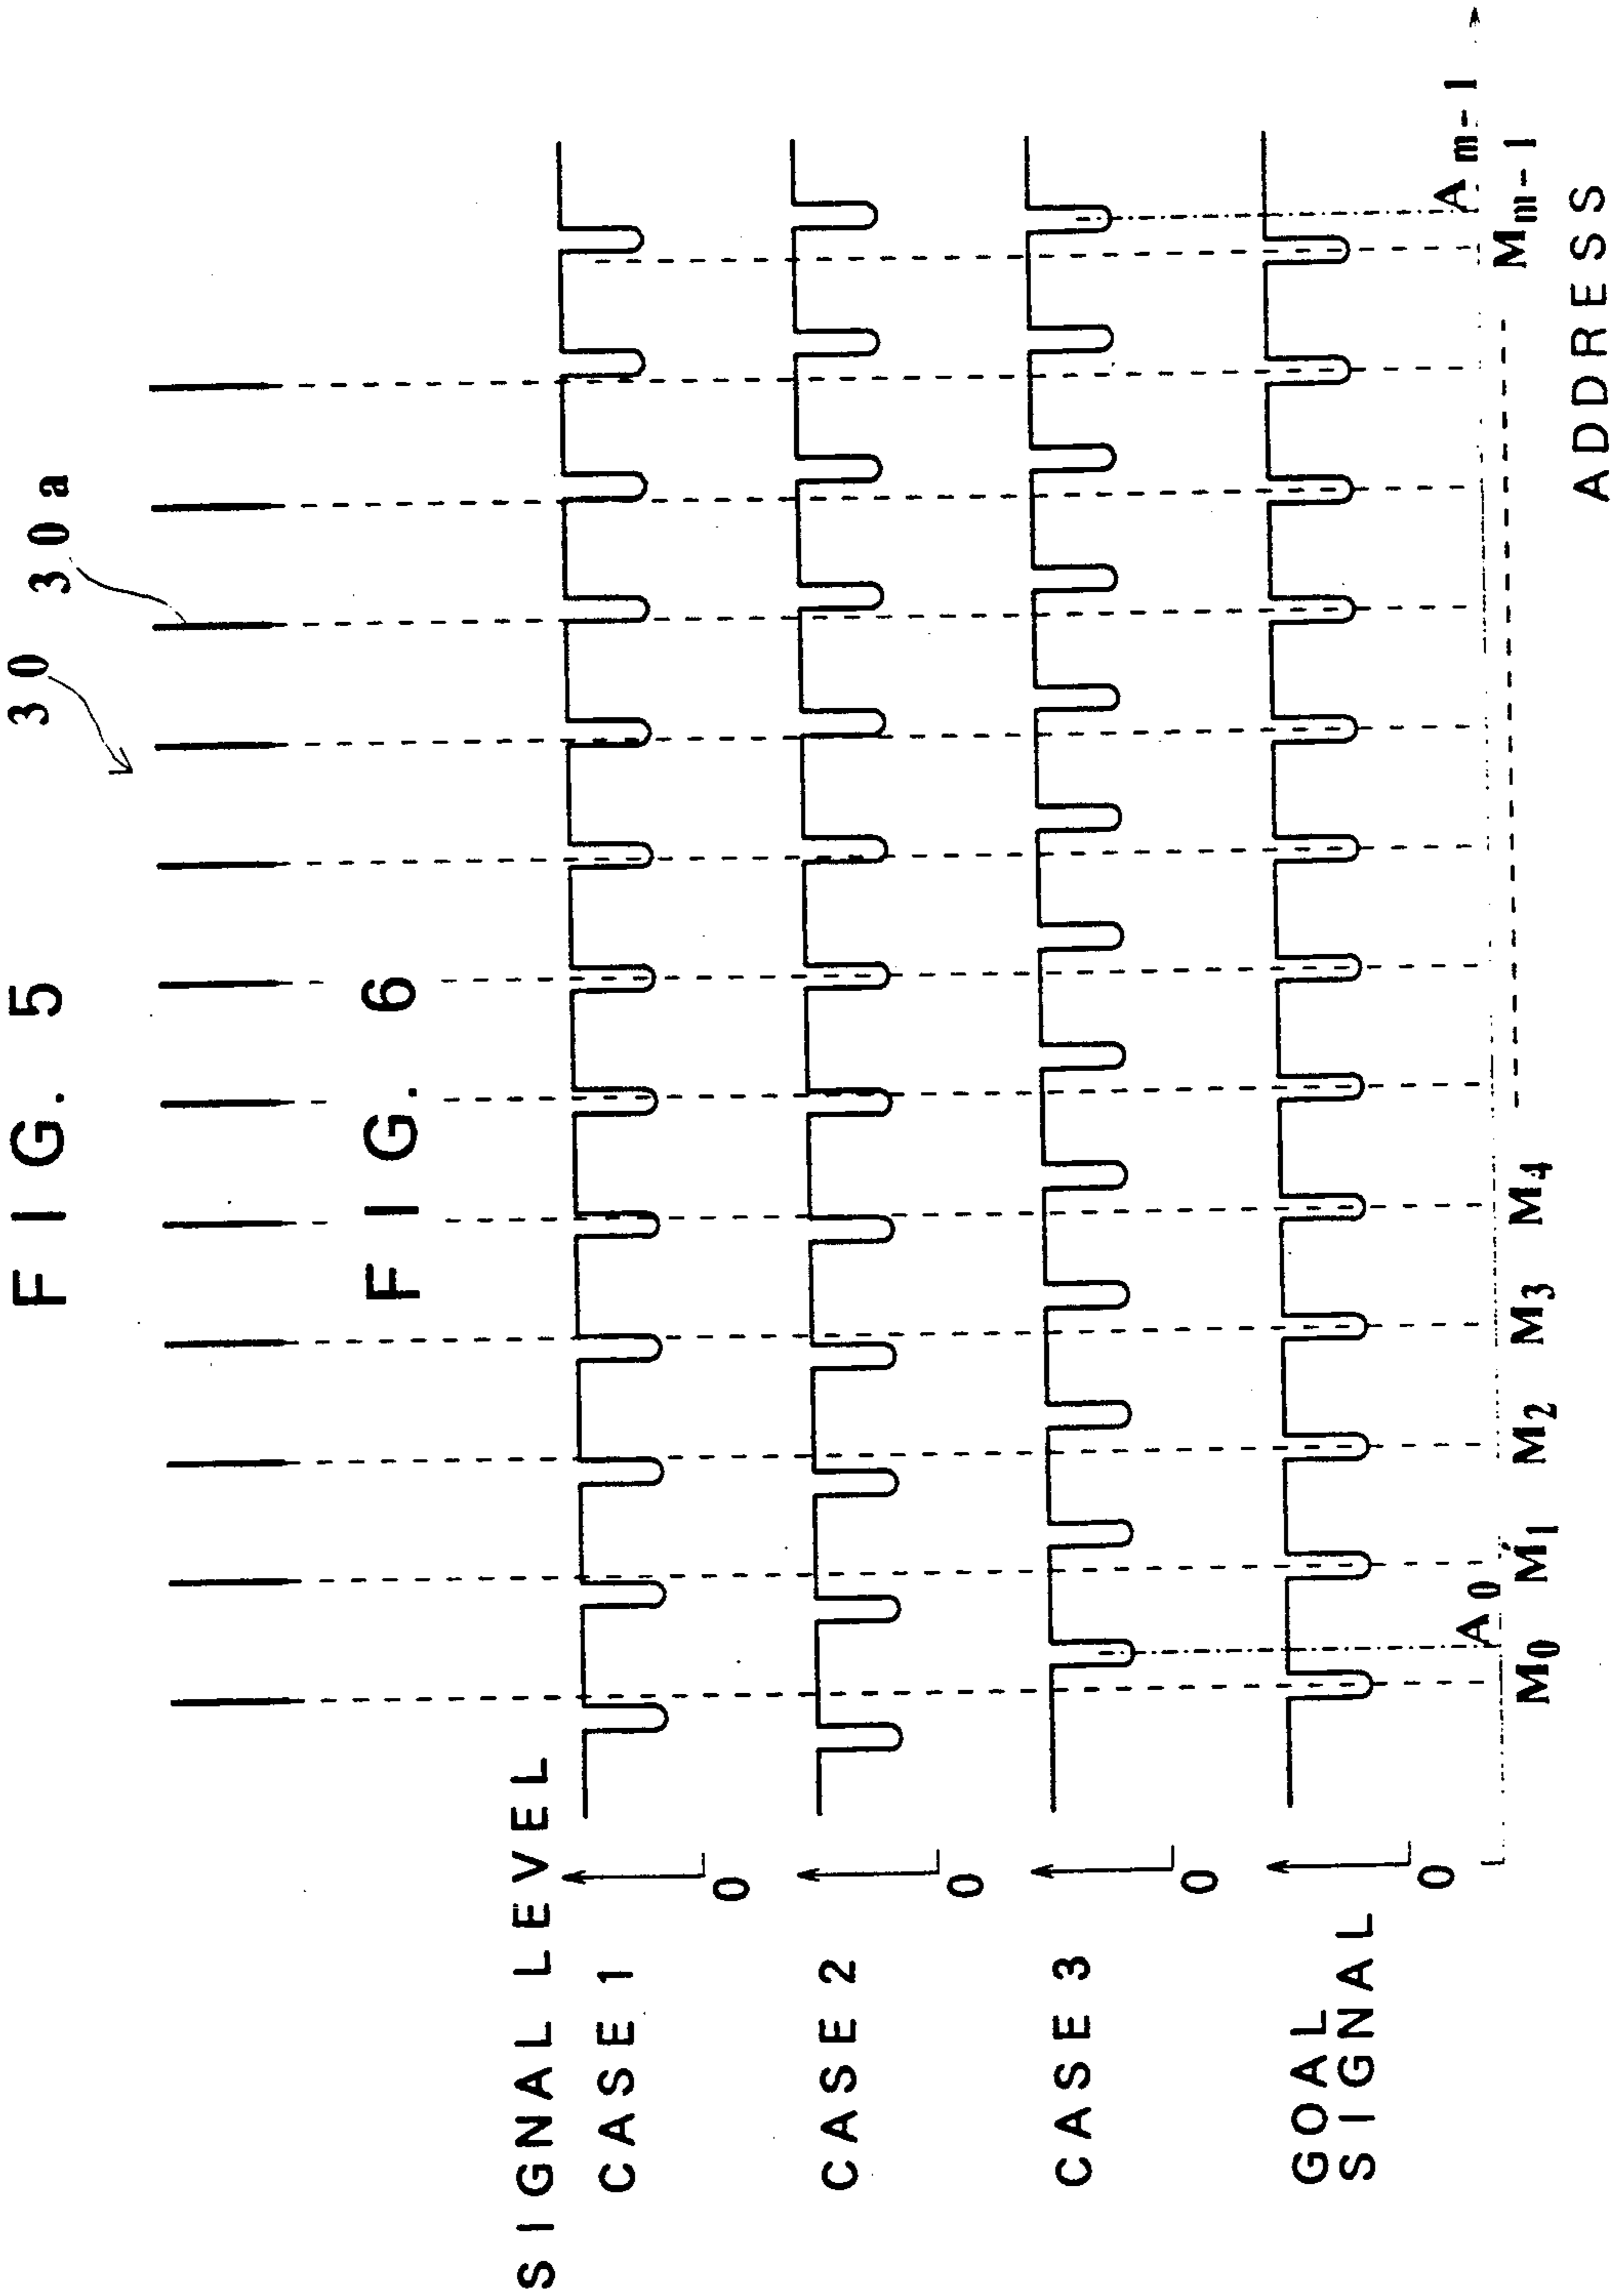 FIG. 5
30
30a
FIG. 6
SIGNAL LEVEL
CASE 1
0
CASE 2
0
CASE 3
0
GOAL
SIGNAL
0
A0
Am-1
M0 M1 M2 M3 M4 Mm-1
ADDRESS